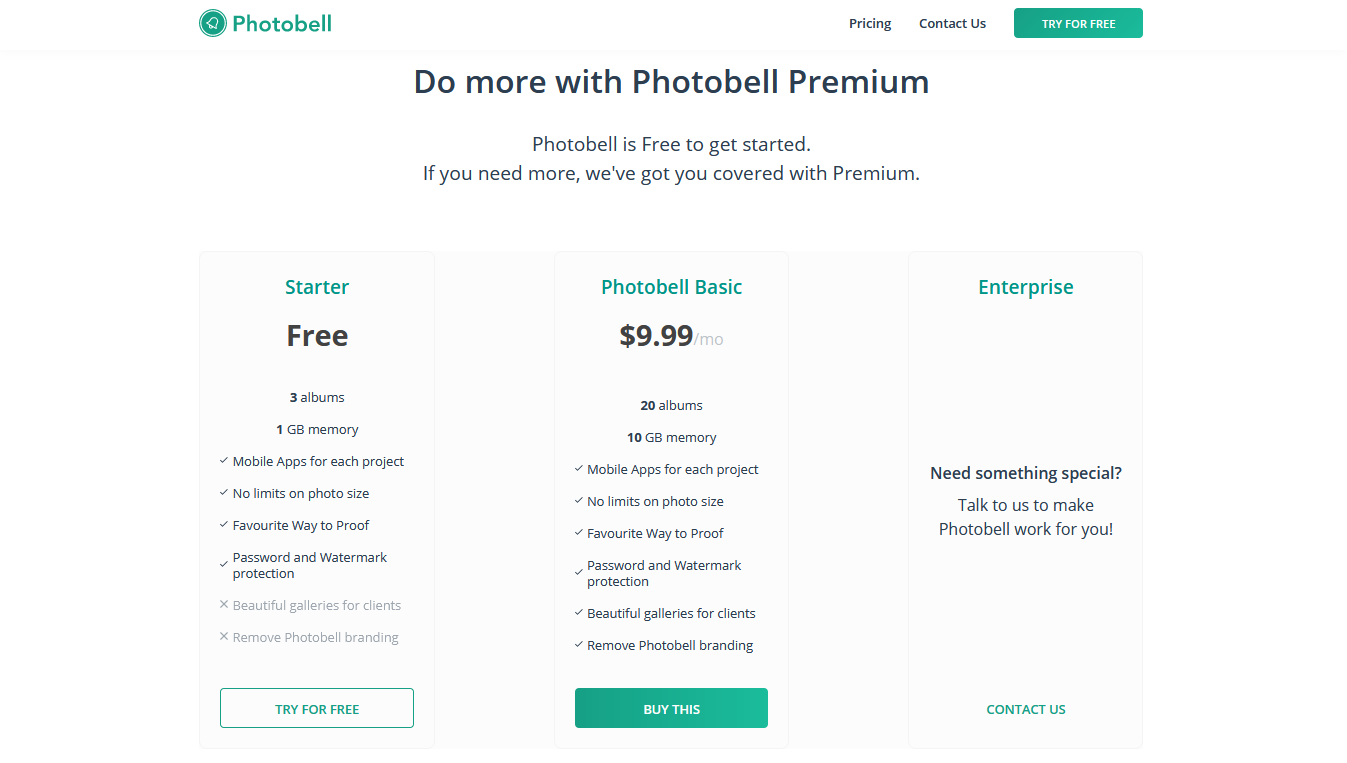 Photobell
Pricing
Contact Us
TRY FOR FREE
Do more with Photobell Premium
Photobell is Free to get started.
If you need more, we've got you covered with Premium.
Starter
Free
3 albums
1 GB memory
Mobile Apps for each project
No limits on photo size
Favourite Way to Proof
Password and Watermark
protection
Beautiful galleries for clients
Remove Photobell branding
TRY FOR FREE
Photobell Basic
$9.99/mo
20 albums
10 GB memory
Mobile Apps for each project
No limits on photo size
Favourite Way to Proof
Password and Watermark
protection
Beautiful galleries for clients
Remove Photobell branding
BUY THIS
Enterprise
Need something special?
Talk to us to make
Photobell work for you!
CONTACT US